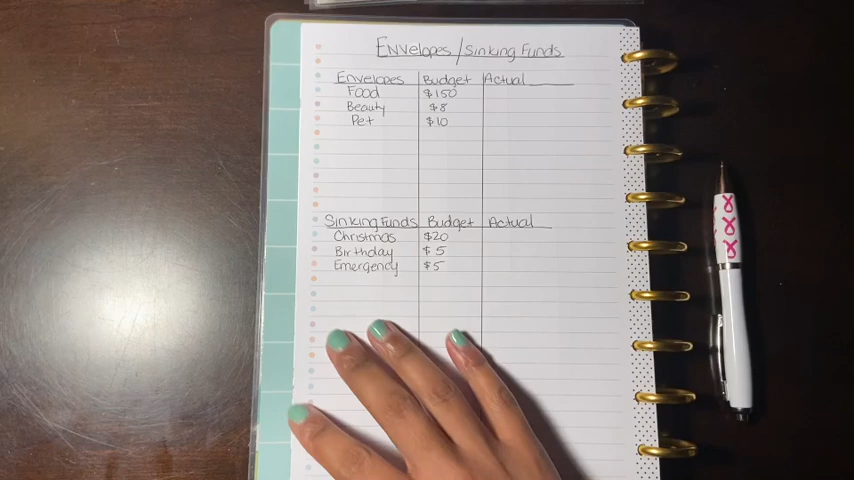 Envelopes/Sinking Funds
Envelopes Budget Actual
Food $150
Beauty $8
Pet $10
Sinking Funds Budget Actual
Christmas $20
Birthday $5
Emergency $5